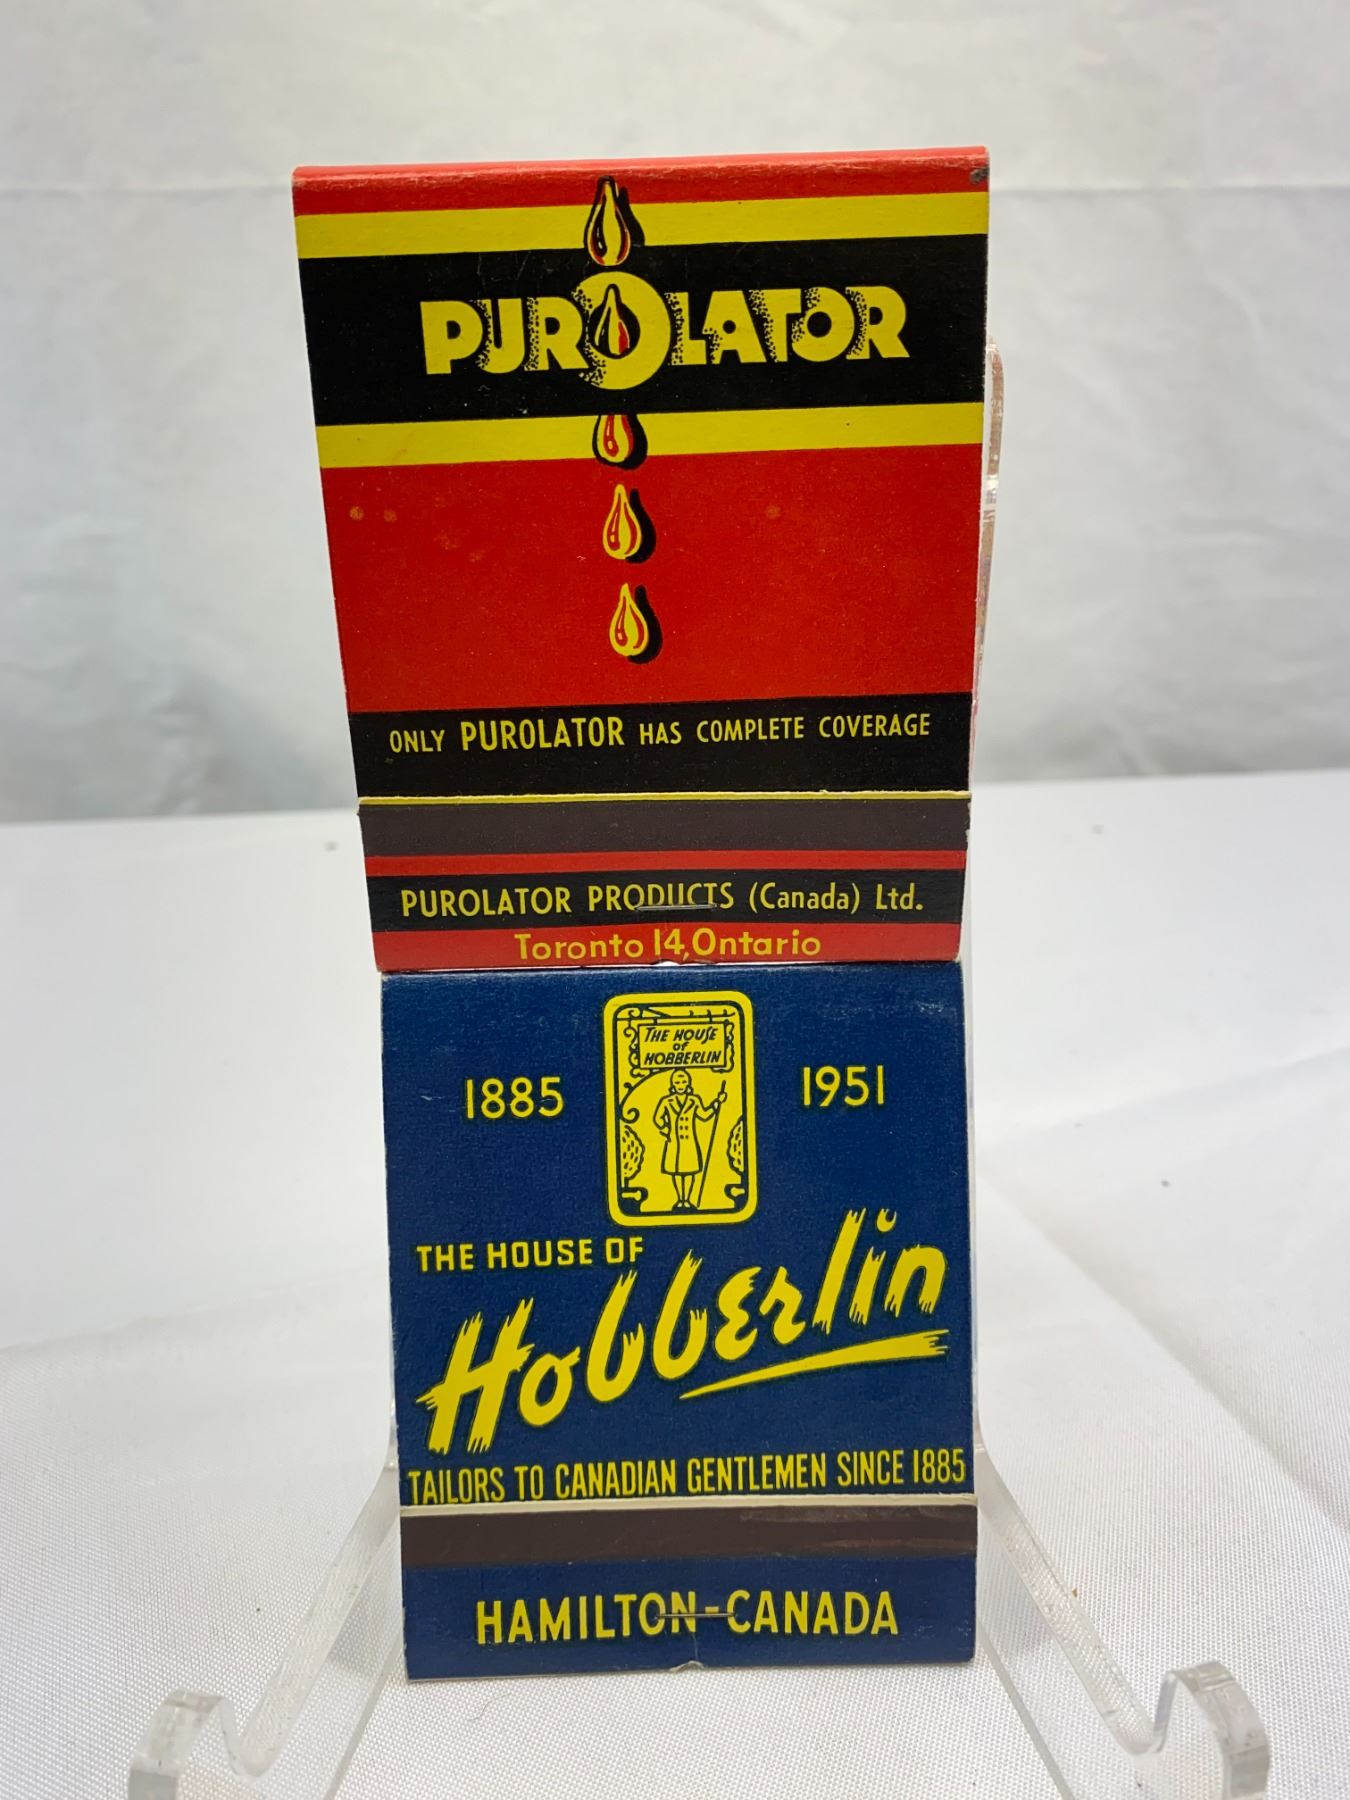 PUROLATOR
ONLY PUROLATOR HAS COMPLETE COVERAGE
PUROLATOR PRODUCTS (Canada) Ltd.
Toronto 14, Ontario
THE HOUSE
OF
HOBBERLIN
1885 1951
THE HOUSE OF
Hobberlin
TAILORS TO CANADIAN GENTLEMEN SINCE 1885
HAMILTON-CANADA